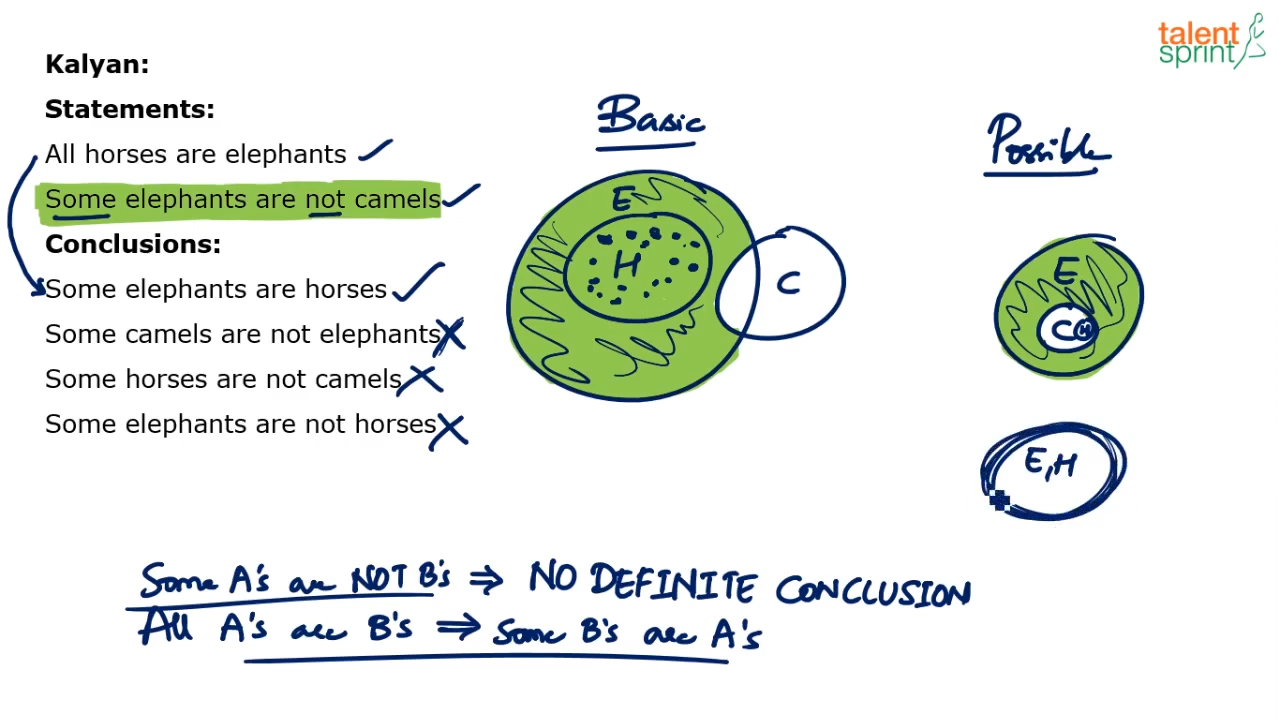 talent
sprint
Kalyan:
Statements:
All horses are elephants
Some elephants are not camels
Conclusions:
Some elephants are horses
Some camels are not elephants
Some horses are not camels
Some elephants are not horses
Basic
E
H
C
Possible
E
C H
E,H
Some A's are NOT B's ⇒ NO DEFINITE CONCLUSION
All A's are B's ⇒ Some B's are A's